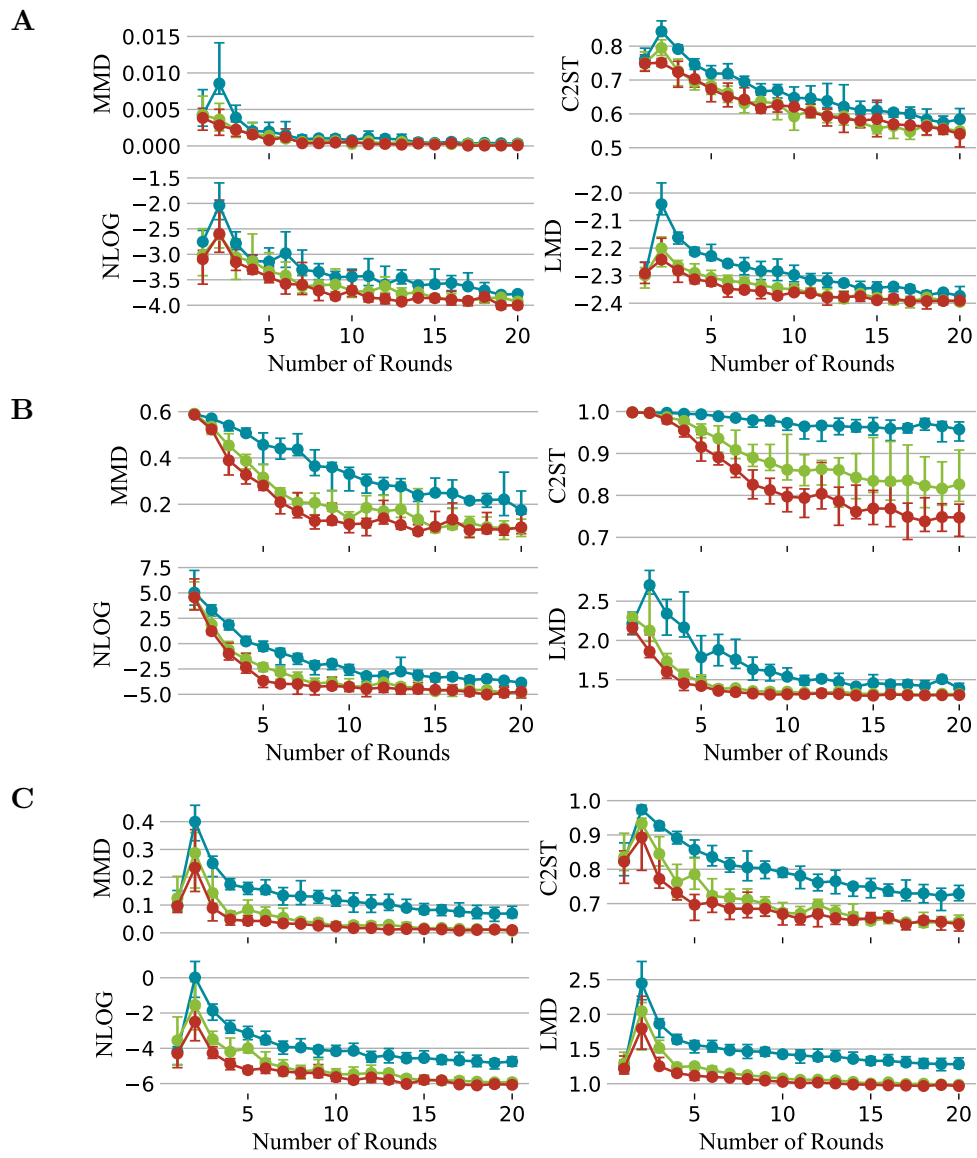 A
MMD
0.015
0.010
0.005
0.000
C2ST
0.8
0.7
0.6
0.5
NLOG
−1.5
−2.0
−2.5
−3.0
−3.5
−4.0
5 10 15 20
Number of Rounds
LMD
−2.0
−2.1
−2.2
−2.3
−2.4
5 10 15 20
Number of Rounds
B
MMD
0.6
0.4
0.2
C2ST
1.0
0.9
0.8
0.7
NLOG
7.5
5.0
2.5
0.0
−2.5
−5.0
5 10 15 20
Number of Rounds
LMD
2.5
2.0
1.5
5 10 15 20
Number of Rounds
C
MMD
0.4
0.3
0.2
0.1
0.0
C2ST
1.0
0.9
0.8
0.7
NLOG
0
−2
−4
−6
5 10 15 20
Number of Rounds
LMD
2.5
2.0
1.5
1.0
5 10 15 20
Number of Rounds